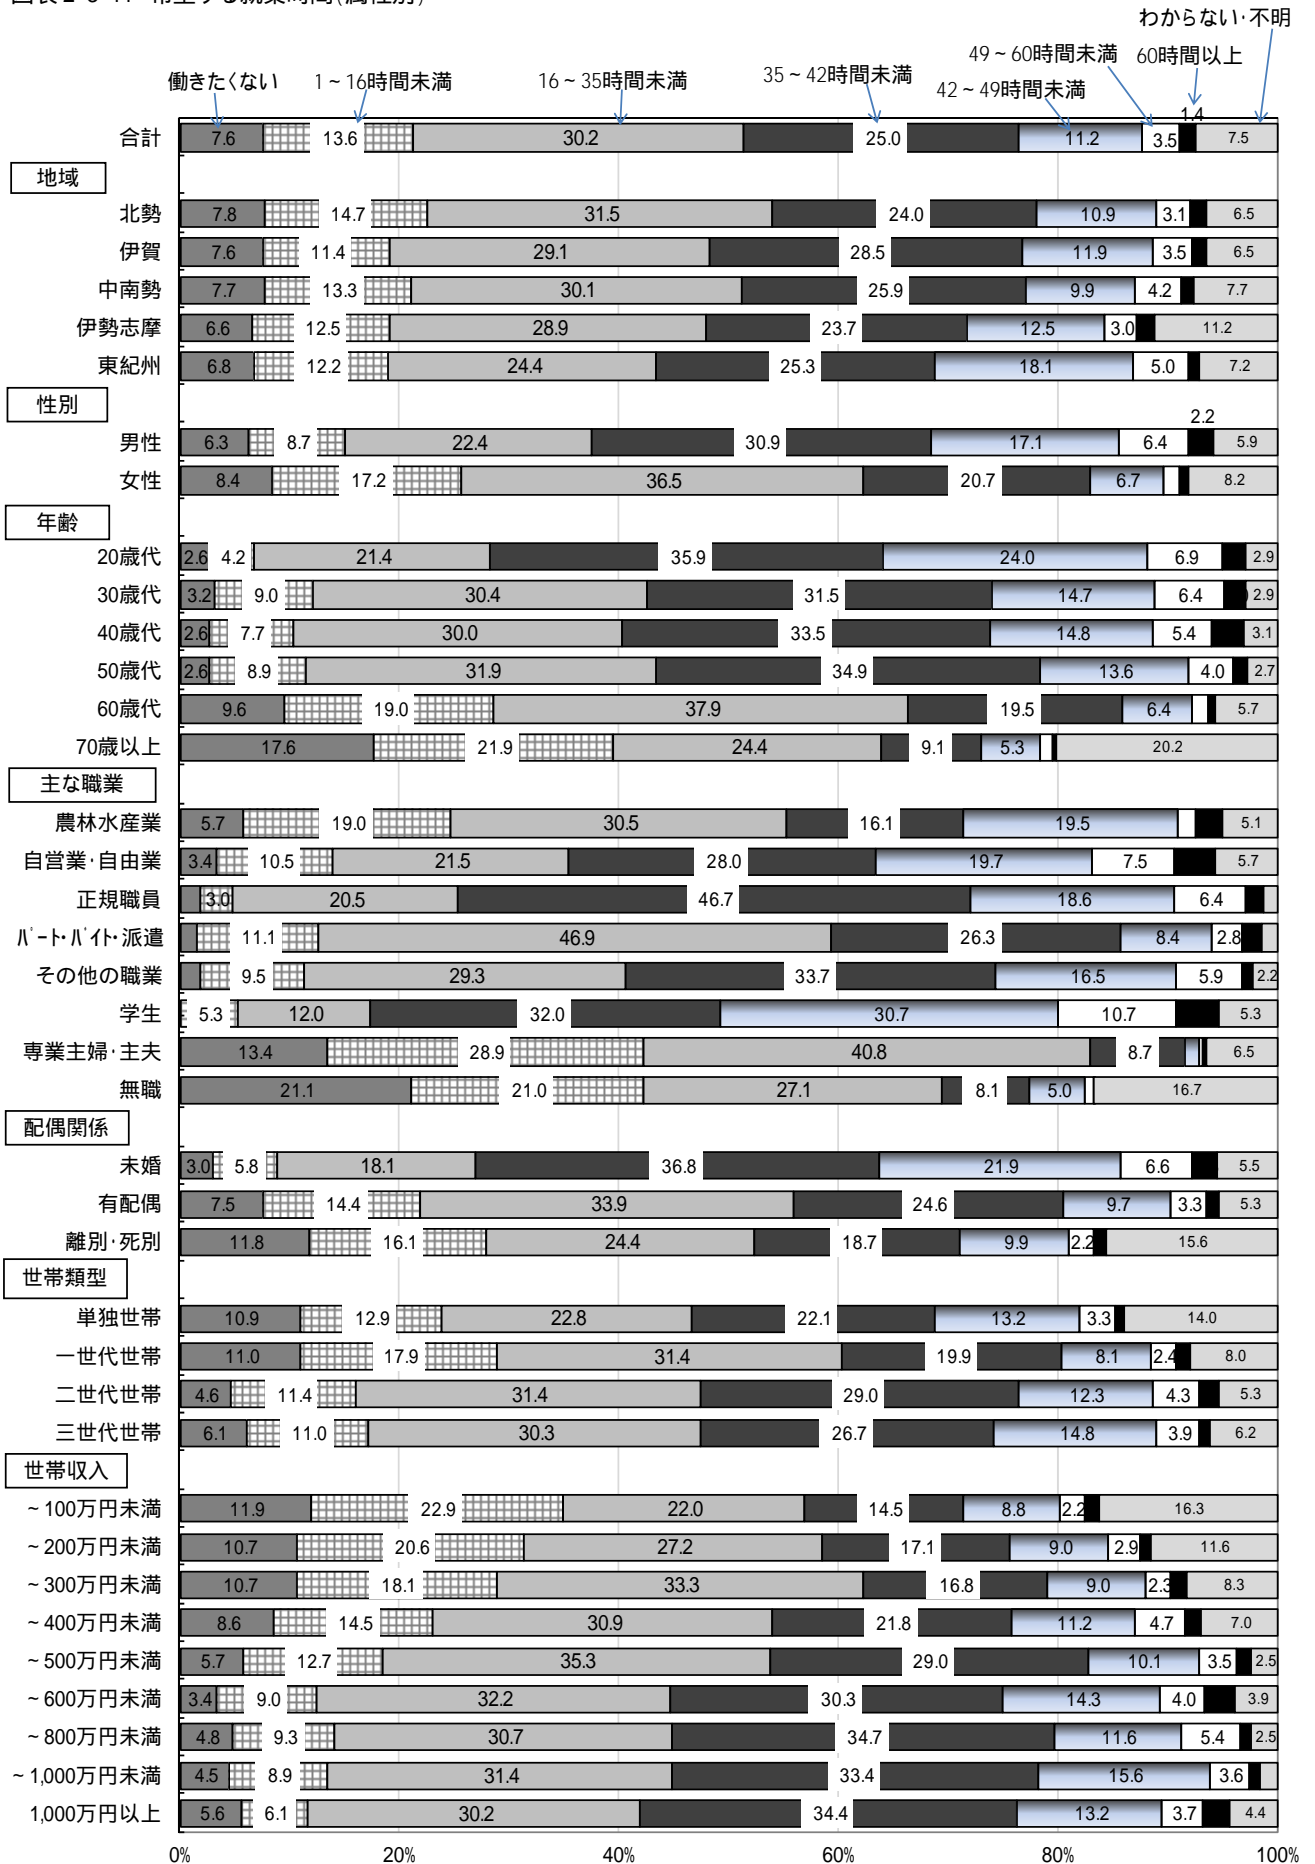 わからない・不明
49～60時間未満 60時間以上
働きたくない 1～16時間未満 16～35時間未満 35～42時間未満 42～49時間未満
1.4
合計 7.6 13.6 30.2 25.0 11.2 3.5 7.5
地域
北勢 7.8 14.7 31.5 24.0 10.9 3.1 6.5
伊賀 7.6 11.4 29.1 28.5 11.9 3.5 6.5
中南勢 7.7 13.3 30.1 25.9 9.9 4.2 7.7
伊勢志摩 6.6 12.5 28.9 23.7 12.5 3.0 11.2
東紀州 6.8 12.2 24.4 25.3 18.1 5.0 7.2
性別
2.2
男性 6.3 8.7 22.4 30.9 17.1 6.4 5.9
女性 8.4 17.2 36.5 20.7 6.7 8.2
年齢
20歳代 2.6 4.2 21.4 35.9 24.0 6.9 2.9
30歳代 3.2 9.0 30.4 31.5 14.7 6.4 2.9
40歳代 2.6 7.7 30.0 33.5 14.8 5.4 3.1
50歳代 2.6 8.9 31.9 34.9 13.6 4.0 2.7
60歳代 9.6 19.0 37.9 19.5 6.4 5.7
70歳以上 17.6 21.9 24.4 9.1 5.3 20.2
主な職業
農林水産業 5.7 19.0 30.5 16.1 19.5 5.1
自営業・自由業 3.4 10.5 21.5 28.0 19.7 7.5 5.7
正規職員 3.0 20.5 46.7 18.6 6.4
ﾊﾟｰﾄ・ﾊﾞｲﾄ・派遣 11.1 46.9 26.3 8.4 2.8
その他の職業 9.5 29.3 33.7 16.5 5.9 2.2
学生 5.3 12.0 32.0 30.7 10.7 5.3
専業主婦・主夫 13.4 28.9 40.8 8.7 6.5
無職 21.1 21.0 27.1 8.1 5.0 16.7
配偶関係
未婚 3.0 5.8 18.1 36.8 21.9 6.6 5.5
有配偶 7.5 14.4 33.9 24.6 9.7 3.3 5.3
離別・死別 11.8 16.1 24.4 18.7 9.9 2.2 15.6
世帯類型
単独世帯 10.9 12.9 22.8 22.1 13.2 3.3 14.0
一世代世帯 11.0 17.9 31.4 19.9 8.1 2.4 8.0
二世代世帯 4.6 11.4 31.4 29.0 12.3 4.3 5.3
三世代世帯 6.1 11.0 30.3 26.7 14.8 3.9 6.2
世帯収入
～100万円未満 11.9 22.9 22.0 14.5 8.8 2.2 16.3
～200万円未満 10.7 20.6 27.2 17.1 9.0 2.9 11.6
～300万円未満 10.7 18.1 33.3 16.8 9.0 2.3 8.3
～400万円未満 8.6 14.5 30.9 21.8 11.2 4.7 7.0
～500万円未満 5.7 12.7 35.3 29.0 10.1 3.5 2.5
～600万円未満 3.4 9.0 32.2 30.3 14.3 4.0 3.9
～800万円未満 4.8 9.3 30.7 34.7 11.6 5.4 2.5
～1,000万円未満 4.5 8.9 31.4 33.4 15.6 3.6
1,000万円以上 5.6 6.1 30.2 34.4 13.2 3.7 4.4
0% 20% 40% 60% 80% 100%